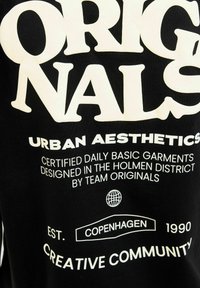 ORIG
NALS
URBAN AESTHETICS
CERTIFIED DAILY BASIC GARMENTS
DESIGNED IN THE HOLMEN DISTRICT
BY TEAM ORIGINALS
EST. COPENHAGEN 1990
CREATIVE COMMUNITY